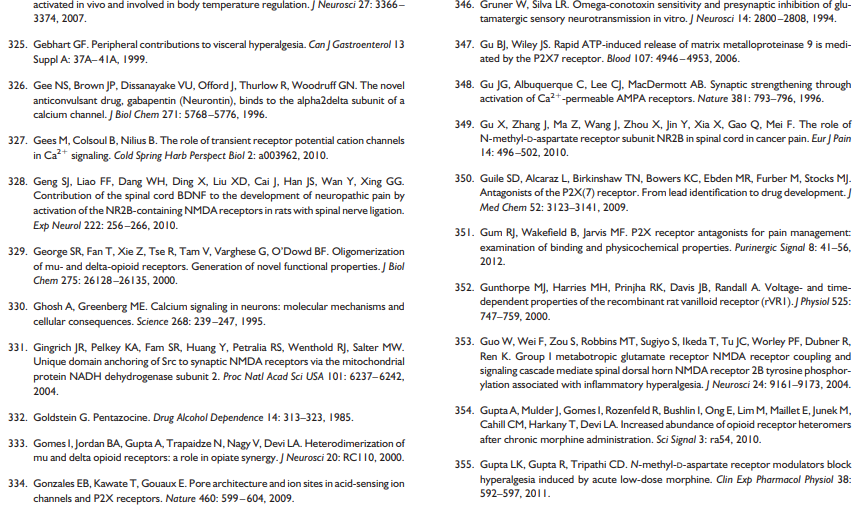 activated in vivo and involved in body temperature regulation. J Neurosci 27: 3366–
3374, 2007.
325. Gebhart GF. Peripheral contributions to visceral hyperalgesia. Can J Gastroenterol 13
Suppl A: 37A–41A, 1999.
326. Gee NS, Brown JP, Dissanayake VU, Offord J, Thurlow R, Woodruff GN. The novel
anticonvulsant drug, gabapentin (Neurontin), binds to the alpha2delta subunit of a
calcium channel. J Biol Chem 271: 5768–5776, 1996.
327. Gees M, Colsoul B, Nilius B. The role of transient receptor potential cation channels
in Ca2+ signaling. Cold Spring Harb Perspect Biol 2: a003962, 2010.
328. Geng SJ, Liao FF, Dang WH, Ding X, Liu XD, Cai J, Han JS, Wan Y, Xing GG.
Contribution of the spinal cord BDNF to the development of neuropathic pain by
activation of the NR2B-containing NMDA receptors in rats with spinal nerve ligation.
Exp Neurol 222: 256–266, 2010.
329. George SR, Fan T, Xie Z, Tse R, Tam V, Varghese G, O'Dowd BF. Oligomerization
of mu- and delta-opioid receptors. Generation of novel functional properties. J Biol
Chem 275: 26128–26135, 2000.
330. Ghosh A, Greenberg ME. Calcium signaling in neurons: molecular mechanisms and
cellular consequences. Science 268: 239–247, 1995.
331. Gingrich JR, Pelkey KA, Fam SR, Huang Y, Petralia RS, Wenthold RJ, Salter MW.
Unique domain anchoring of Src to synaptic NMDA receptors via the mitochondrial
protein NADH dehydrogenase subunit 2. Proc Natl Acad Sci USA 101: 6237–6242,
2004.
332. Goldstein G. Pentazocine. Drug Alcohol Dependence 14: 313–323, 1985.
333. Gomes I, Jordan BA, Gupta A, Trapaidze N, Nagy V, Devi LA. Heterodimerization of
mu and delta opioid receptors: a role in opiate synergy. J Neurosci 20: RC110, 2000.
334. Gonzales EB, Kawate T, Gouaux E. Pore architecture and ion sites in acid-sensing ion
channels and P2X receptors. Nature 460: 599–604, 2009.
346. Gruner W, Silva LR. Omega-conotoxin sensitivity and presynaptic inhibition of glu-
tamatergic sensory neurotransmission in vitro. J Neurosci 14: 2800–2808, 1994.
347. Gu BJ, Wiley JS. Rapid ATP-induced release of matrix metalloproteinase 9 is medi-
ated by the P2X7 receptor. Blood 107: 4946–4953, 2006.
348. Gu JG, Albuquerque C, Lee CJ, MacDermott AB. Synaptic strengthening through
activation of Ca2+-permeable AMPA receptors. Nature 381: 793–796, 1996.
349. Gu X, Zhang J, Ma Z, Wang J, Zhou X, Jin Y, Xia X, Gao Q, Mei F. The role of
N-methyl-D-aspartate receptor subunit NR2B in spinal cord in cancer pain. Eur J Pain
14: 496–502, 2010.
350. Guile SD, Alcaraz L, Birkinshaw TN, Bowers KC, Ebden MR, Furber M, Stocks MJ.
Antagonists of the P2X(7) receptor. From lead identification to drug development. J
Med Chem 52: 3123–3141, 2009.
351. Gum RJ, Wakefield B, Jarvis MF. P2X receptor antagonists for pain management:
examination of binding and physicochemical properties. Purinergic Signal 8: 41–56,
2012.
352. Gunthorpe MJ, Harries MH, Prinjha RK, Davis JB, Randall A. Voltage- and time-
dependent properties of the recombinant rat vanilloid receptor (rVR1). J Physiol 525:
747–759, 2000.
353. Guo W, Wei F, Zou S, Robbins MT, Sugiyo S, Ikeda T, Tu JC, Worley PF, Dubner R,
Ren K. Group I metabotropic glutamate receptor NMDA receptor coupling and
signaling cascade mediate spinal dorsal horn NMDA receptor 2B tyrosine phosphor-
ylation associated with inflammatory hyperalgesia. J Neurosci 24: 9161–9173, 2004.
354. Gupta A, Mulder J, Gomes I, Rozenfeld R, Bushlin I, Ong E, Lim M, Maillet E, Junek M,
Cahill CM, Harkany T, Devi LA. Increased abundance of opioid receptor heteromers
after chronic morphine administration. Sci Signal 3: ra54, 2010.
355. Gupta LK, Gupta R, Tripathi CD. N-methyl-D-aspartate receptor modulators block
hyperalgesia induced by acute low-dose morphine. Clin Exp Pharmacol Physiol 38:
592–597, 2011.